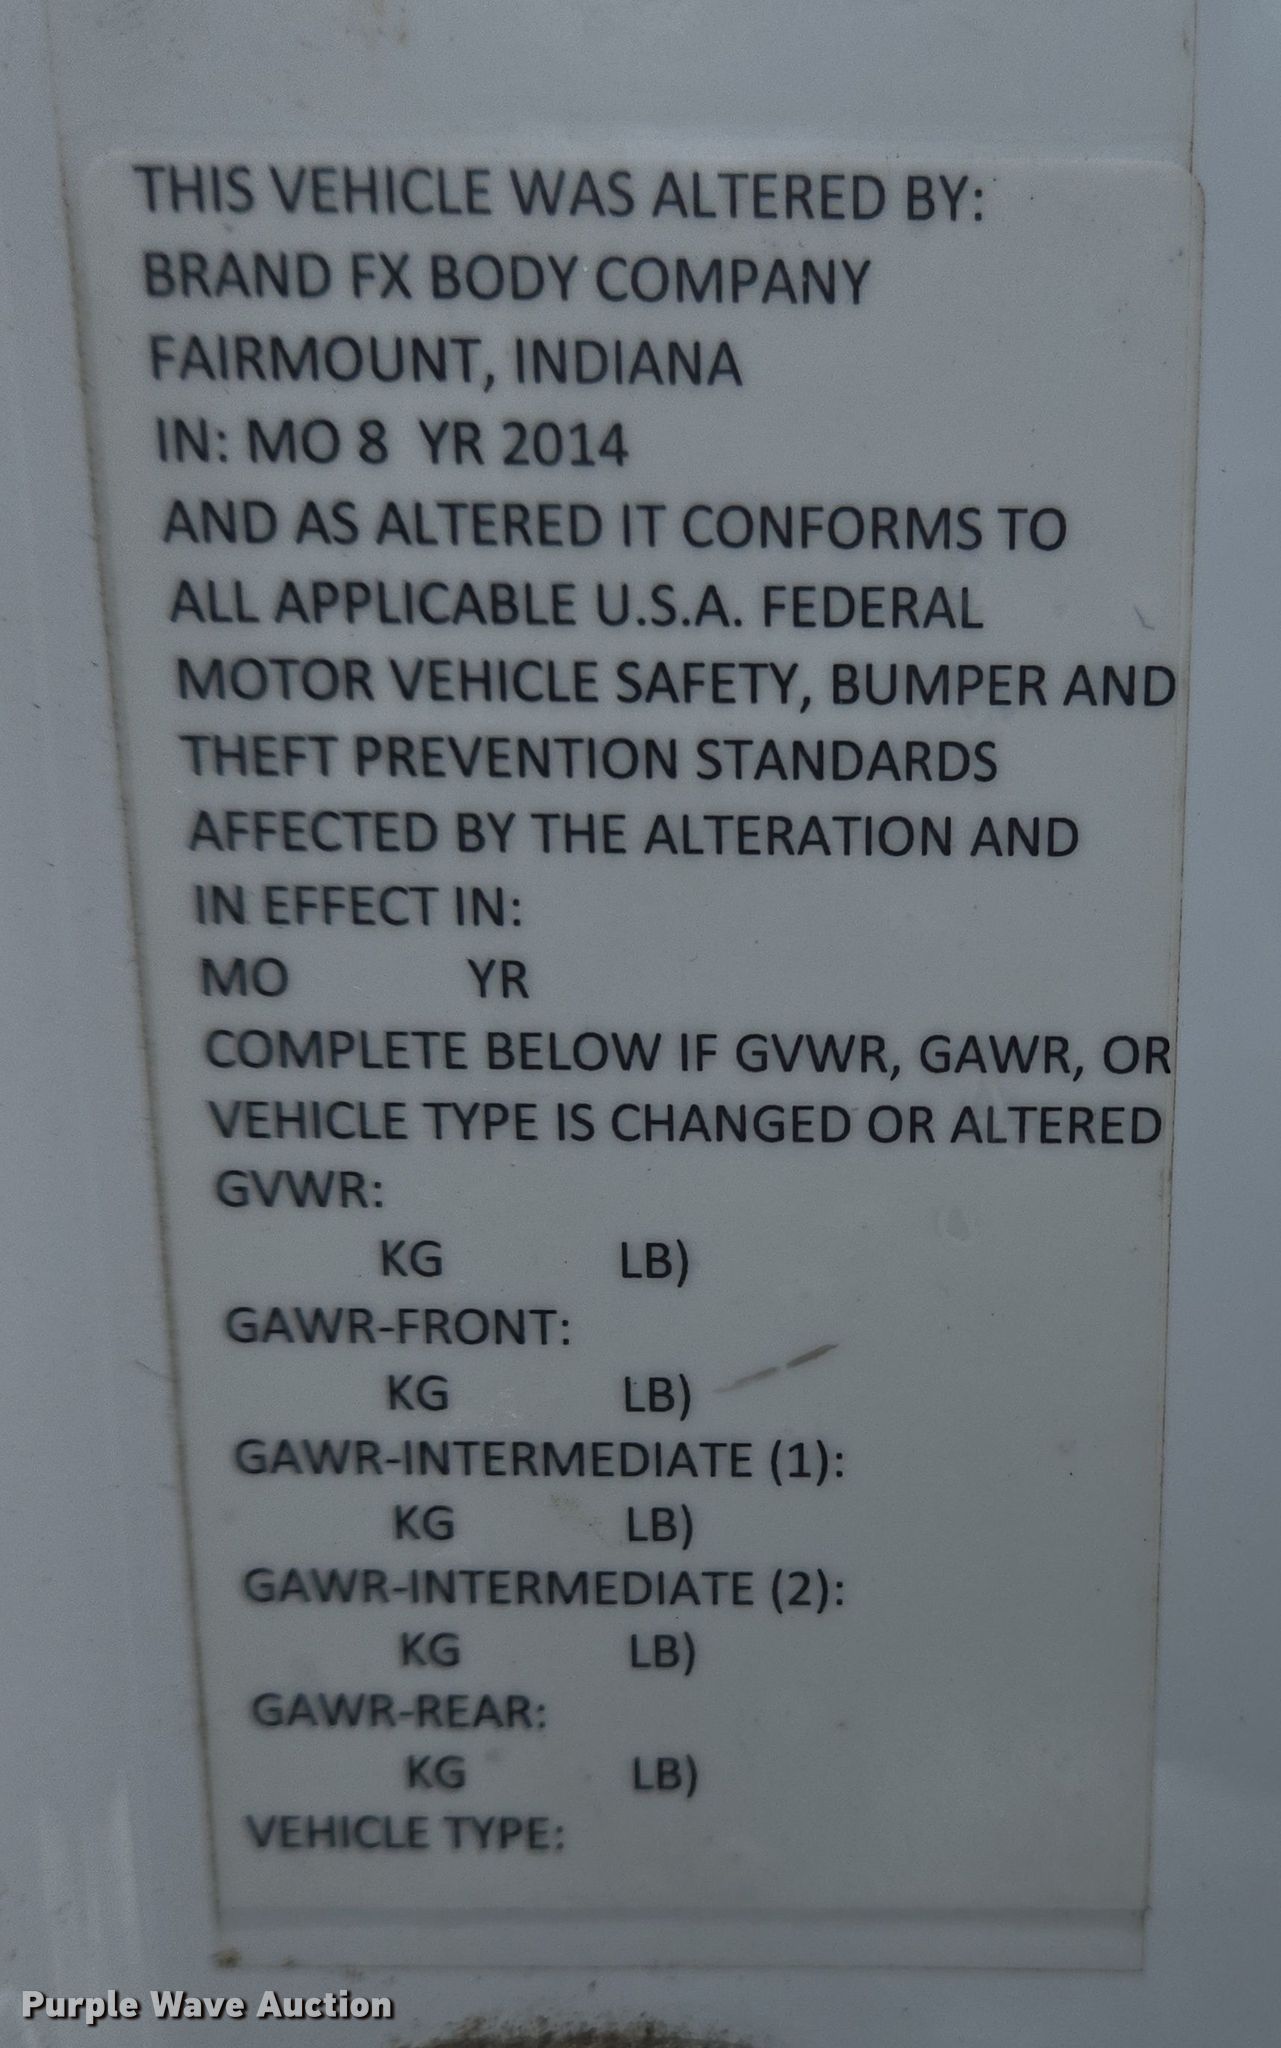 THIS VEHICLE WAS ALTERED BY:
BRAND FX BODY COMPANY
FAIRMOUNT, INDIANA
IN: MO 8 YR 2014
AND AS ALTERED IT CONFORMS TO
ALL APPLICABLE U.S.A. FEDERAL
MOTOR VEHICLE SAFETY, BUMPER AND
THEFT PREVENTION STANDARDS
AFFECTED BY THE ALTERATION AND
IN EFFECT IN:
MO YR
COMPLETE BELOW IF GVWR, GAWR, OR
VEHICLE TYPE IS CHANGED OR ALTERED
GVWR:
KG LB)
GAWR-FRONT:
KG LB)
GAWR-INTERMEDIATE (1):
KG LB)
GAWR-INTERMEDIATE (2):
KG LB)
GAWR-REAR:
KG LB)
VEHICLE TYPE:
Purple Wave Auction